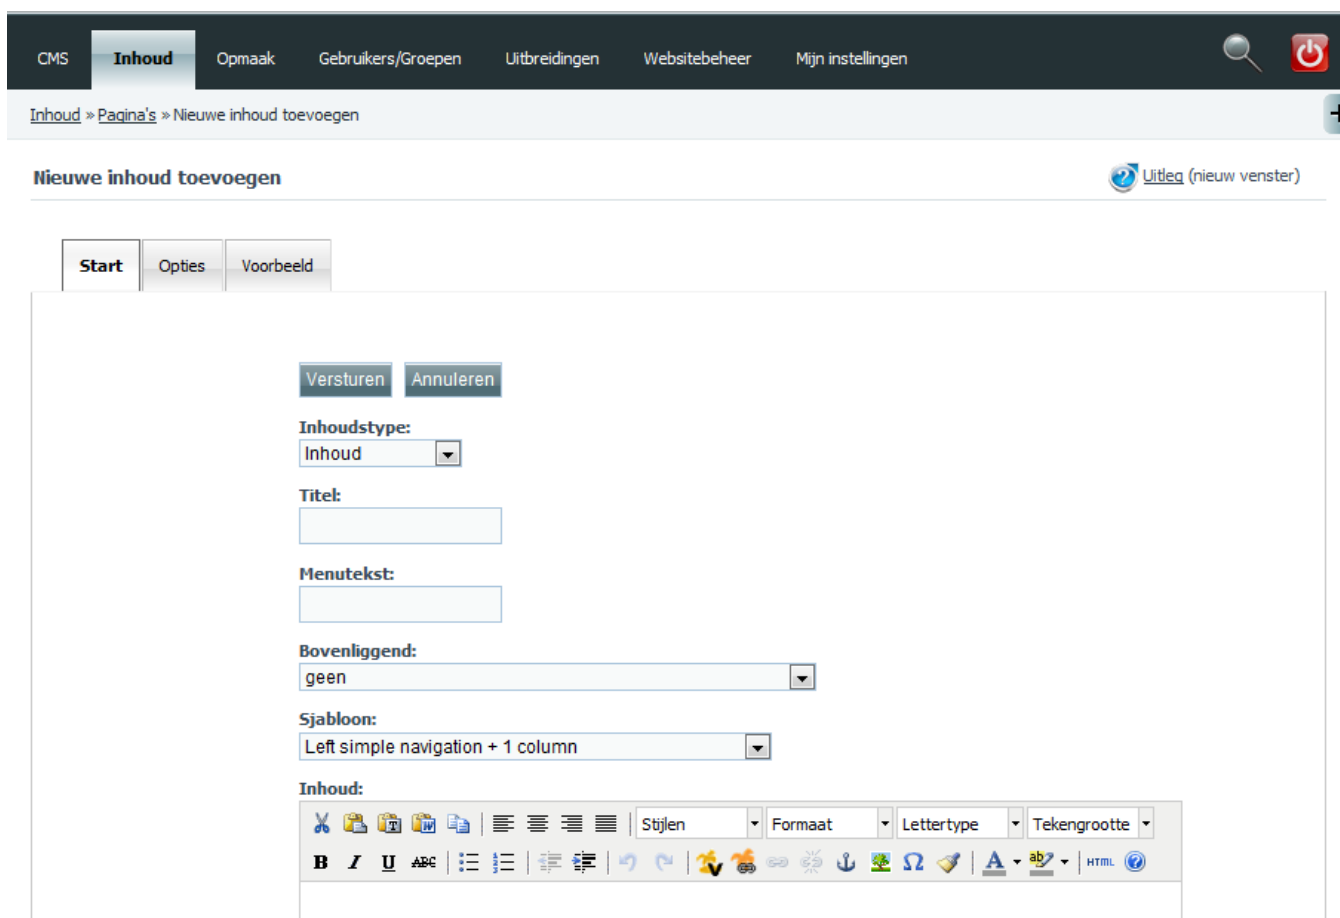 CMS Inhoud Opmaak Gebruikers/Groepen Uitbreidingen Websitebeheer Mijn instellingen
Inhoud » Pagina's » Nieuwe inhoud toevoegen
Nieuwe inhoud toevoegen Uitleg (nieuw venster)
Start Opties Voorbeeld
Versturen Annuleren
Inhoudstype:
Inhoud
Titel:
Menutekst:
Bovenliggend:
geen
Sjabloon:
Left simple navigation + 1 column
Inhoud:
Stijlen Formaat Lettertype Tekengrootte
B I U ABC HTML